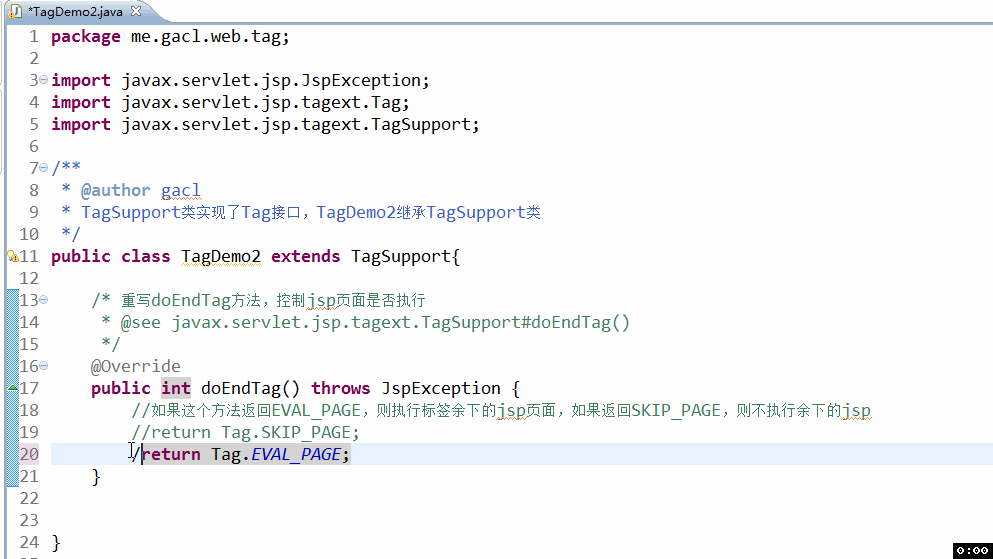 *TagDemo2.java
1 package me.gacl.web.tag;
2
3 import javax.servlet.jsp.JspException;
4 import javax.servlet.jsp.tagext.Tag;
5 import javax.servlet.jsp.tagext.TagSupport;
6
7 /**
8  * @author gacl
9  * TagSupport类实现了Tag接口，TagDemo2继承TagSupport类
10  */
11 public class TagDemo2 extends TagSupport{
12
13     /* 重写doEndTag方法，控制jsp页面是否执行
14      * @see javax.servlet.jsp.tagext.TagSupport#doEndTag()
15      */
16     @Override
17     public int doEndTag() throws JspException {
18         //如果这个方法返回EVAL_PAGE，则执行标签余下的jsp页面，如果返回SKIP_PAGE，则不执行余下的jsp
19         //return Tag.SKIP_PAGE;
20         /return Tag.EVAL_PAGE;
21     }
22
23
24 }
0:00